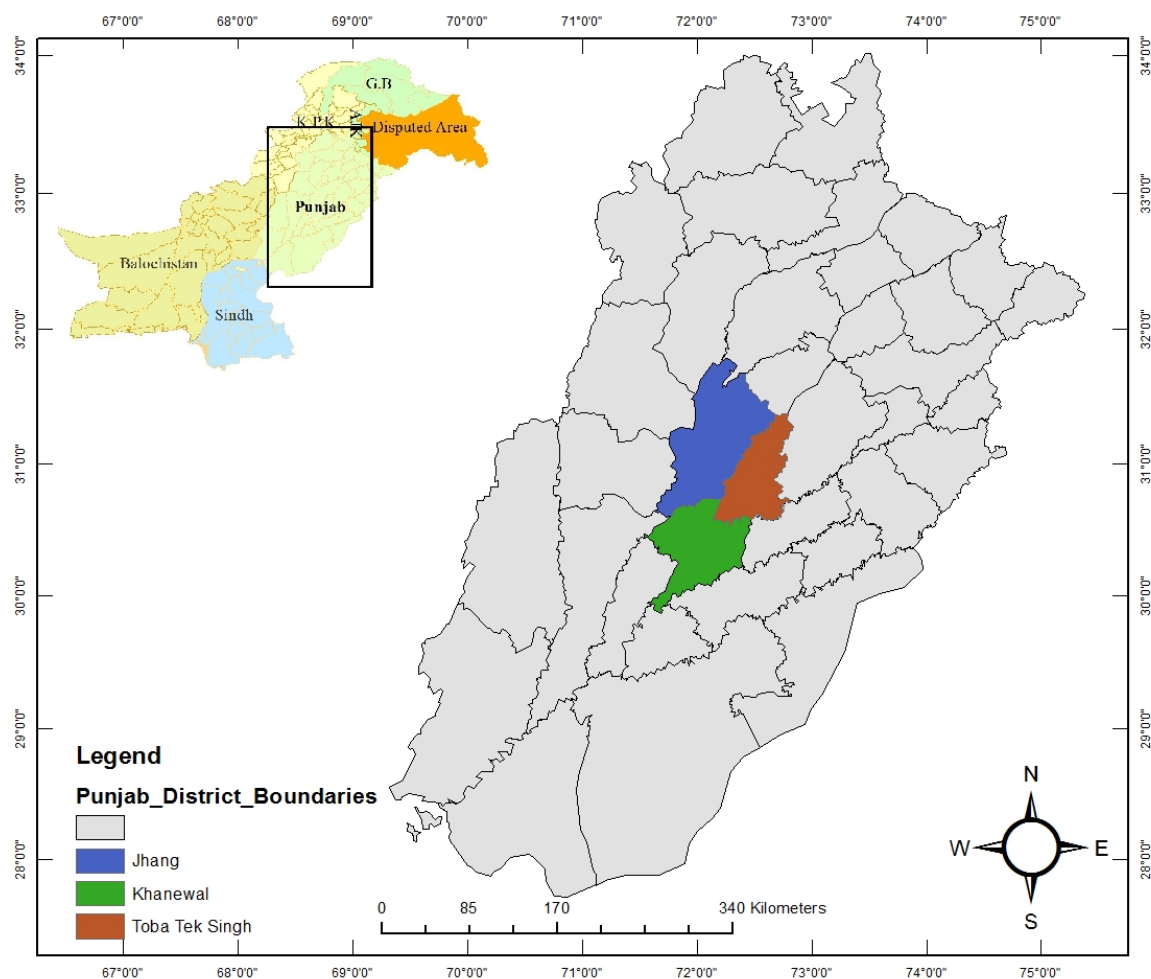 67°0'0" 68°0'0" 69°0'0" 70°0'0" 71°0'0" 72°0'0" 73°0'0" 74°0'0" 75°0'0"
34°0'0" 34°0'0"
G.B
K.P.K
AJK
Disputed Area
33°0'0" 33°0'0"
Punjab
Balochistan
Sindh
32°0'0" 32°0'0"
31°0'0" 31°0'0"
30°0'0" 30°0'0"
29°0'0" 29°0'0"
Legend
Punjab_District_Boundaries
Jhang
Khanewal
Toba Tek Singh
28°0'0" 28°0'0"
N
W E
S
0 85 170 340 Kilometers
67°0'0" 68°0'0" 69°0'0" 70°0'0" 71°0'0" 72°0'0" 73°0'0" 74°0'0" 75°0'0"